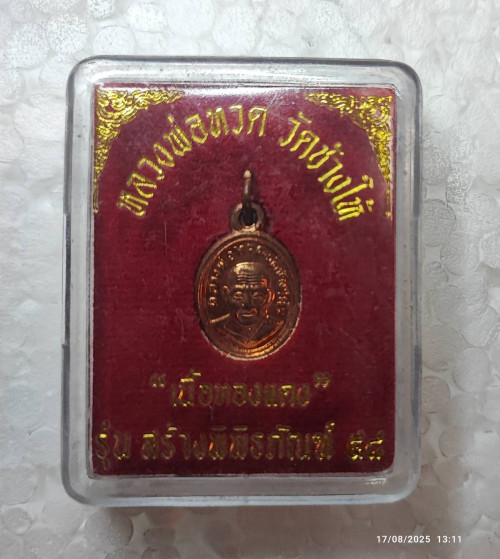 หลวงพ่อทวด วัดช้างให้
"เนื้อทองแดง"
รุ่น สร้างพิพิธภัณฑ์ ๕๕
17/08/2025 13:11